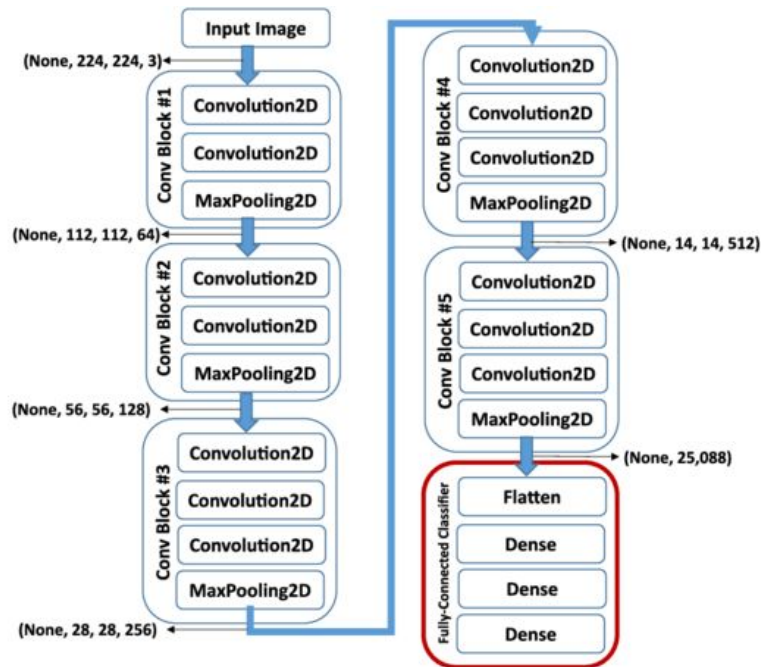 Input Image
(None, 224, 224, 3)
Conv Block #1
Convolution2D
Convolution2D
MaxPooling2D
(None, 112, 112, 64)
Conv Block #2
Convolution2D
Convolution2D
MaxPooling2D
(None, 56, 56, 128)
Conv Block #3
Convolution2D
Convolution2D
Convolution2D
MaxPooling2D
(None, 28, 28, 256)
Conv Block #4
Convolution2D
Convolution2D
Convolution2D
MaxPooling2D
(None, 14, 14, 512)
Conv Block #5
Convolution2D
Convolution2D
Convolution2D
MaxPooling2D
(None, 25,088)
Fully-Connected Classifier
Flatten
Dense
Dense
Dense